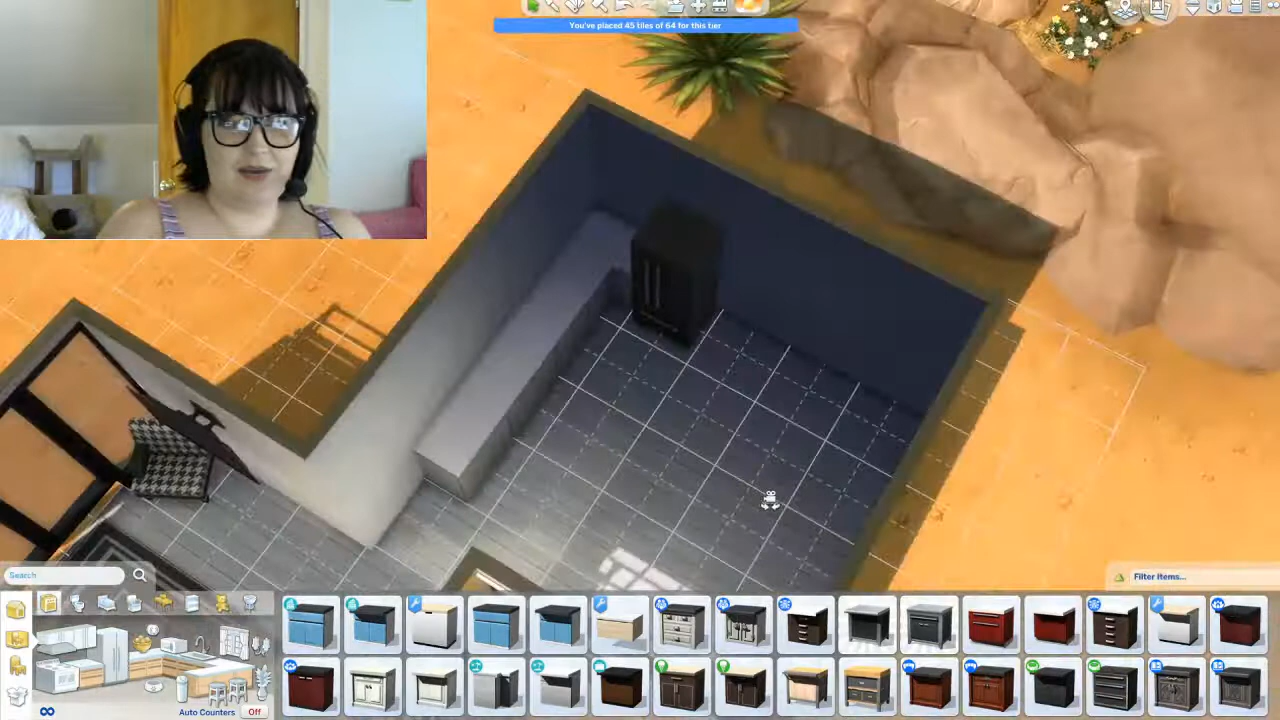 You've placed 45 tiles of 64 for this tier
Search
Filter Items...
Auto Counters
Off